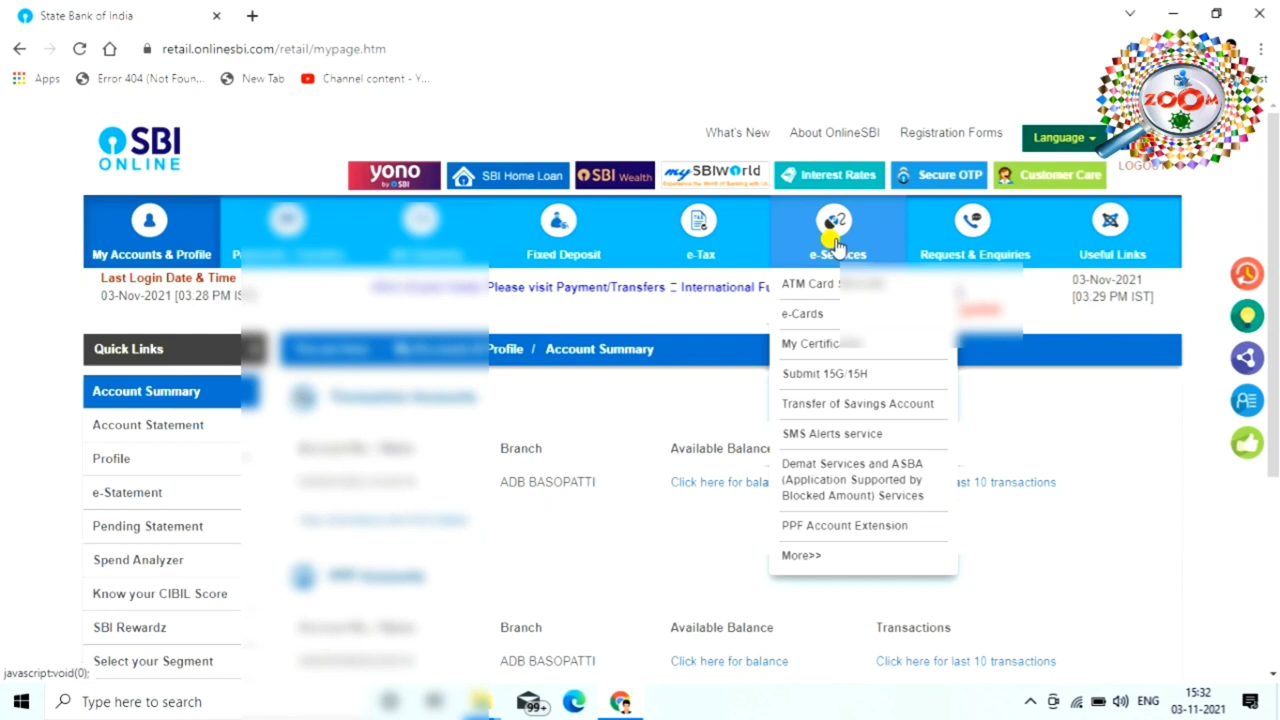 State Bank of India
retail.onlinesbi.com/retail/mypage.htm
Apps
Error 404 (Not Foun...
New Tab
Channel content - Y...
ZOOM
SBI
ONLINE
What's New
About OnlineSBI
Registration Forms
Language
LOGOUT
yono
by SBI
SBI Home Loan
SBI Wealth
my SBIWorld
Interest Rates
Secure OTP
Customer Care
My Accounts & Profile
Fixed Deposit
e-Tax
e-Services
Request & Enquiries
Useful Links
Last Login Date & Time
03-Nov-2021 [03.28 PM IS
Please visit Payment/Transfers
International Fu
03-Nov-2021
[03:29 PM IST]
ATM Card
e-Cards
My Certific
Submit 15G/15H
Transfer of Savings Account
SMS Alerts service
Demat Services and ASBA
(Application Supported by
Blocked Amount) Services
PPF Account Extension
More>>
Quick Links
Profile / Account Summary
Account Summary
Account Statement
Profile
e-Statement
Pending Statement
Spend Analyzer
Know your CIBIL Score
SBI Rewardz
Select your Segment
Branch
Available Balance
ADB BASOPATTI
Click here for bala
ast 10 transactions
Branch
Available Balance
Transactions
ADB BASOPATTI
Click here for balance
Click here for last 10 transactions
javascript:void(0);
Type here to search
99+
ENG
15:32
03-11-2021